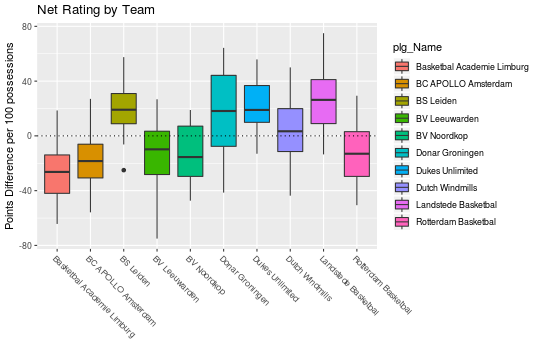 Net Rating by Team
Points Difference per 100 possessions
80
40
0
-40
-80
Basketbal Academie Limburg
BC APOLLO Amsterdam
BS Leiden
BV Leeuwarden
BV Noordkop
Donar Groningen
Dukes Unlimited
Dutch Windmills
Landstede Basketbal
Rotterdam Basketbal
plg_Name
Basketbal Academie Limburg
BC APOLLO Amsterdam
BS Leiden
BV Leeuwarden
BV Noordkop
Donar Groningen
Dukes Unlimited
Dutch Windmills
Landstede Basketbal
Rotterdam Basketbal